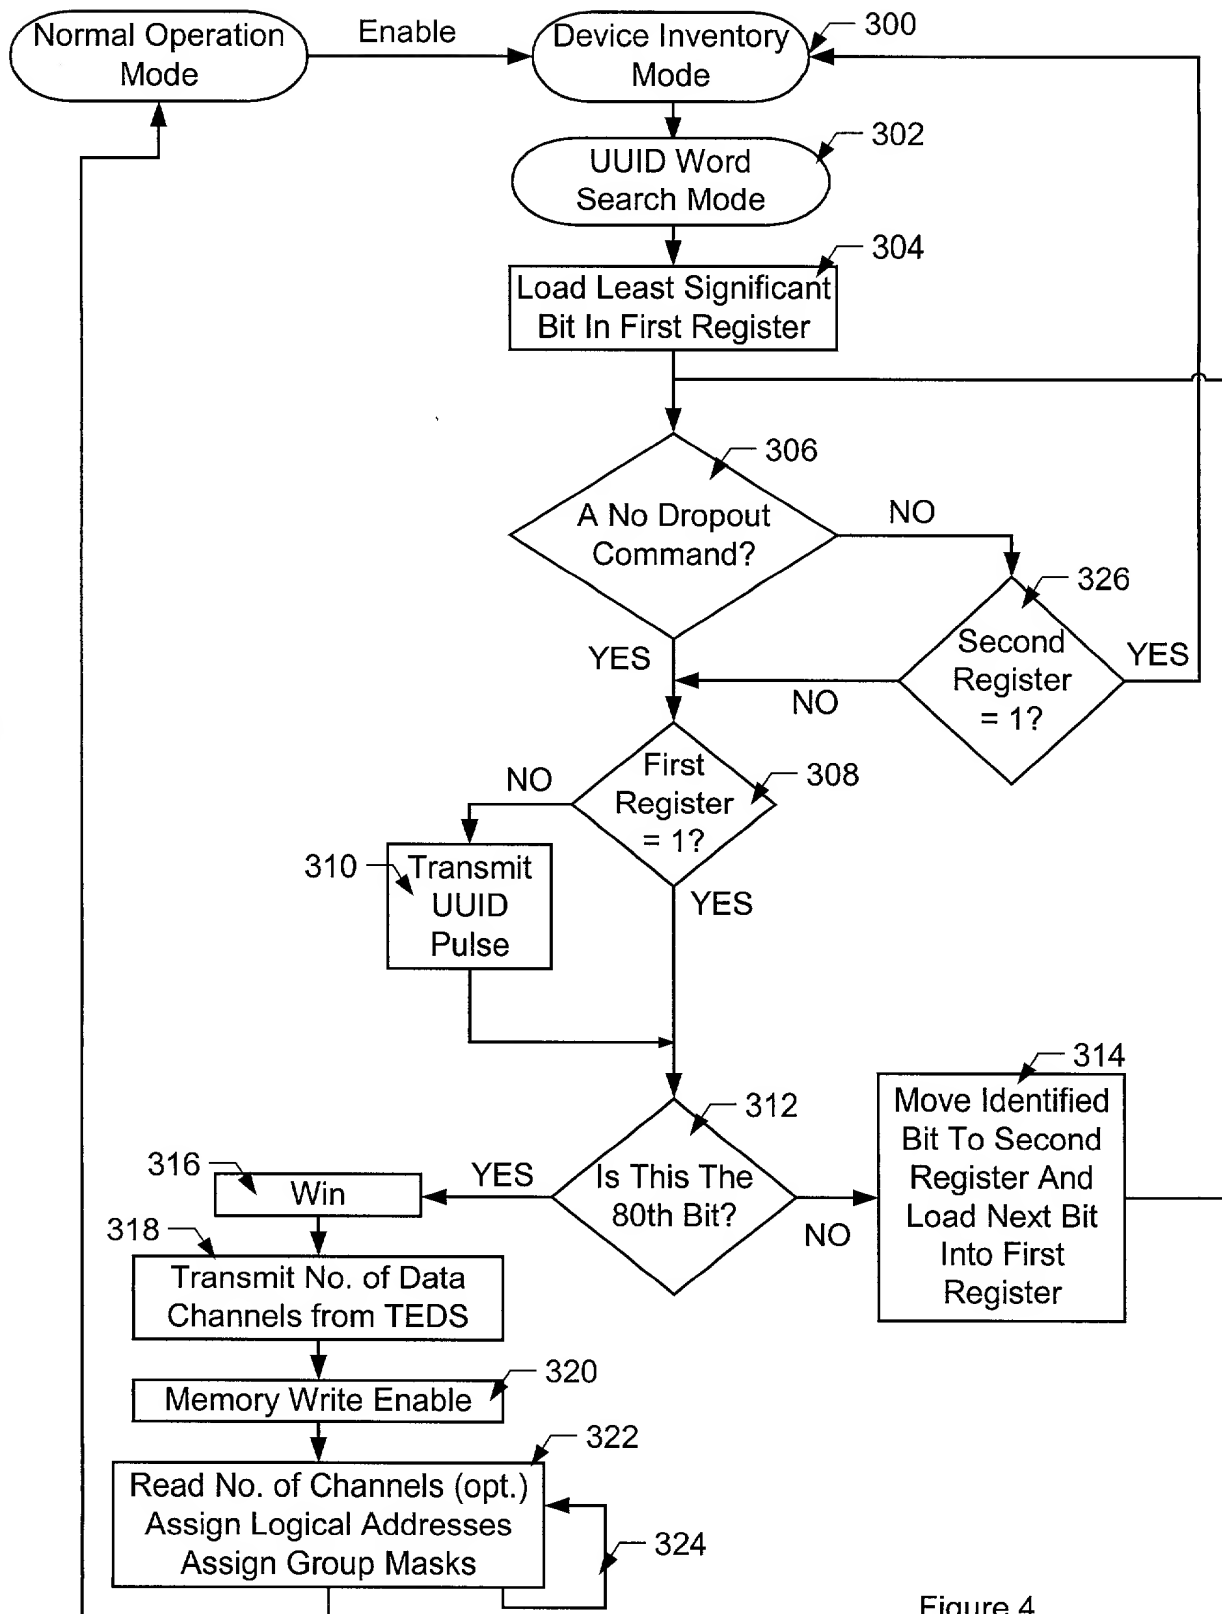 Normal Operation
Mode
Enable
Device Inventory
Mode
300
UUID Word
Search Mode
302
304
Load Least Significant
Bit In First Register
306
A No Dropout
Command?
NO
326
YES
Second
Register
= 1?
YES
NO
First
Register
= 1?
308
NO
310
Transmit
UUID
Pulse
YES
314
312
Move Identified
Bit To Second
Register And
Load Next Bit
Into First
Register
Is This The
80th Bit?
YES
NO
316
Win
318
Transmit No. of Data
Channels from TEDS
320
Memory Write Enable
322
Read No. of Channels (opt.)
Assign Logical Addresses
Assign Group Masks
324
Figure 4